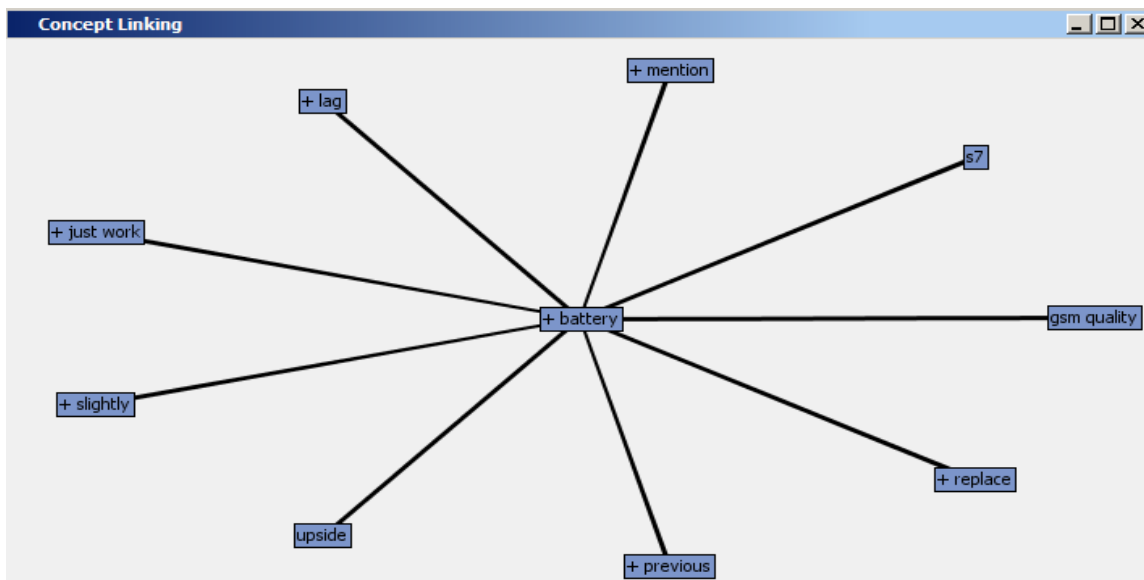 Concept Linking
+ mention
+ lag
s7
+ just work
+ battery
gsm quality
+ slightly
+ replace
upside
+ previous